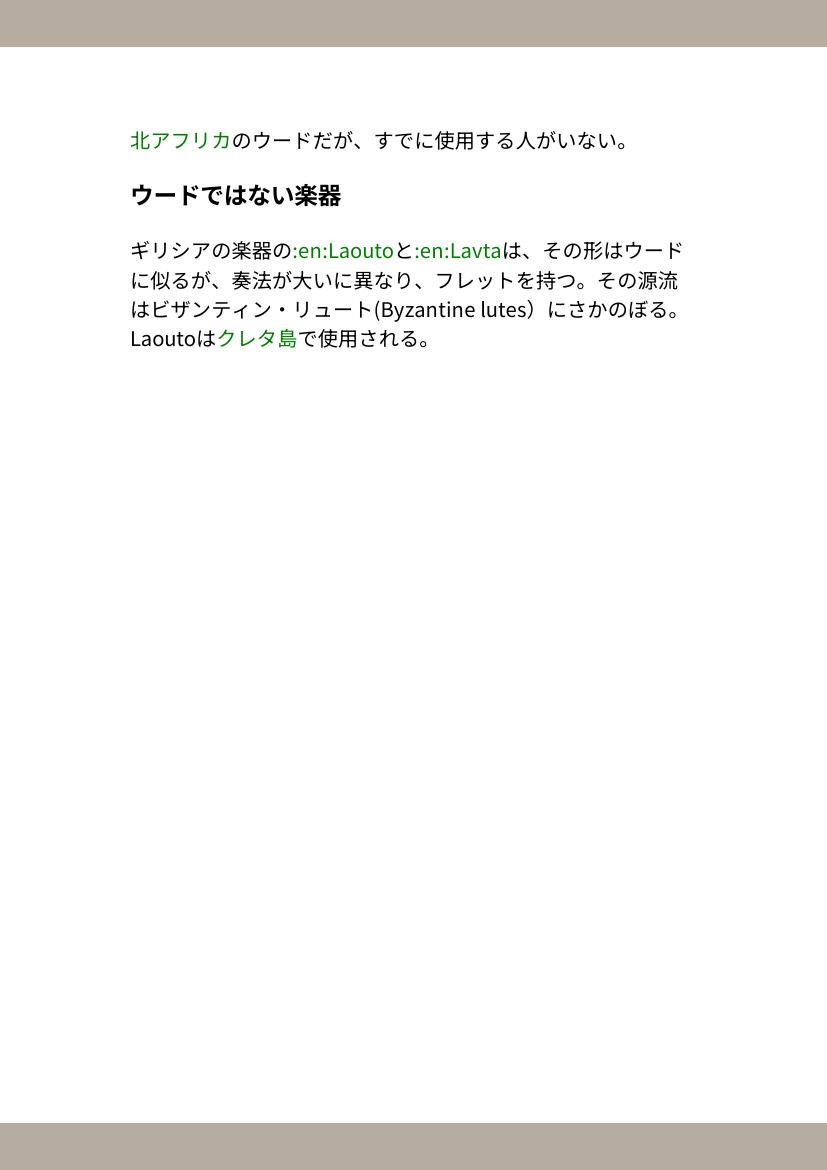 北アフリカのウードだが、すでに使用する人がいない。
ウードではない楽器
ギリシアの楽器の:en:Laoutoと:en:Lavtaは、その形はウード
に似るが、奏法が大いに異なり、フレットを持つ。その源流
はビザンティン・リュート(Byzantine lutes）にさかのぼる。
Laoutoはクレタ島で使用される。